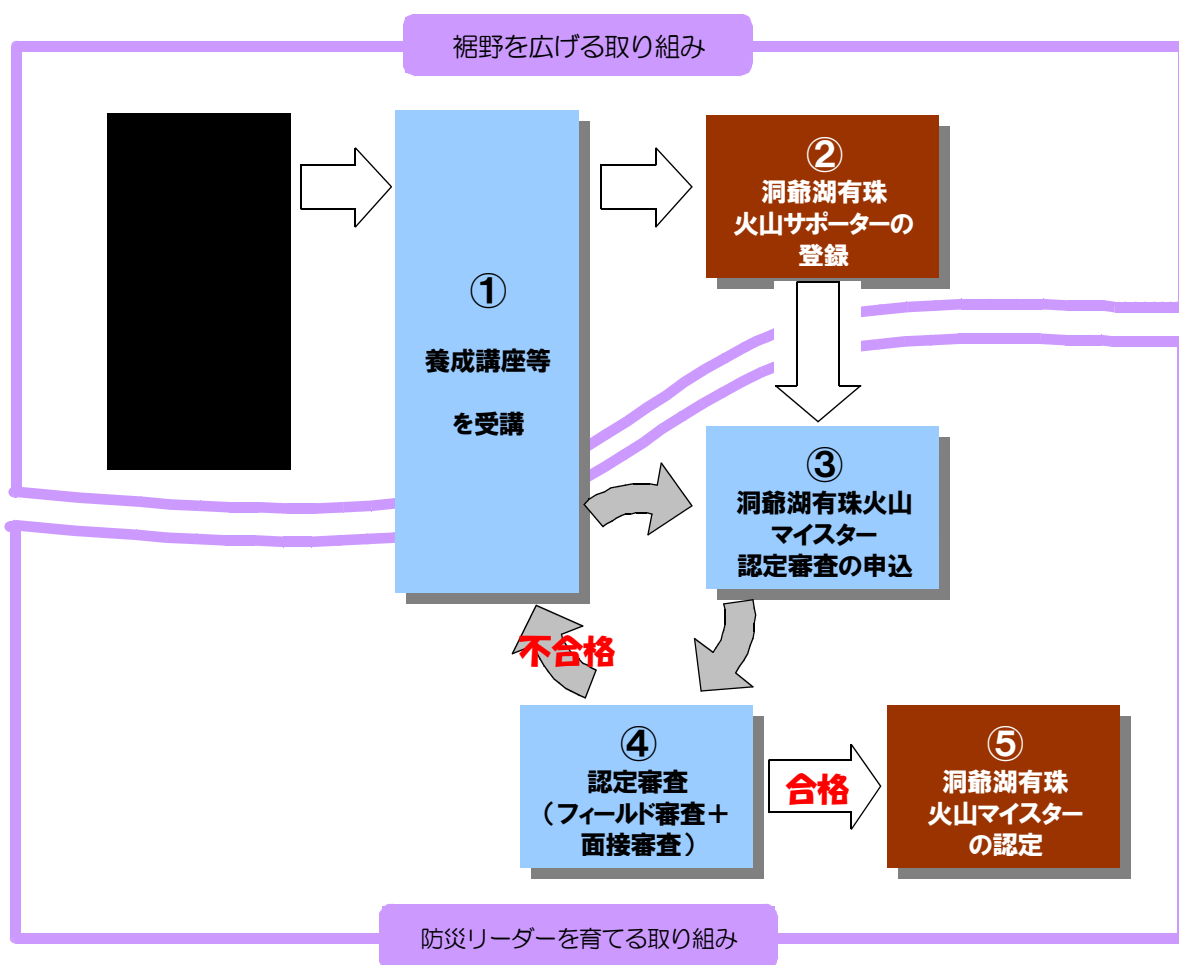 裾野を広げる取り組み
①
養成講座等
を受講
②
洞爺湖有珠
火山サポーターの
登録
③
洞爺湖有珠火山
マイスター
認定審査の申込
不合格
④
認定審査
（フィールド審査＋
面接審査）
合格
⑤
洞爺湖有珠
火山マイスター
の認定
防災リーダーを育てる取り組み